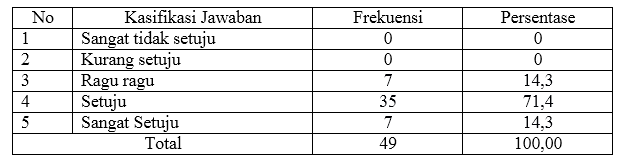 No Kasifikasi Jawaban Frekuensi Persentase
1 Sangat tidak setuju 0 0
2 Kurang setuju 0 0
3 Ragu ragu 7 14,3
4 Setuju 35 71,4
5 Sangat Setuju 7 14,3
Total 49 100,00